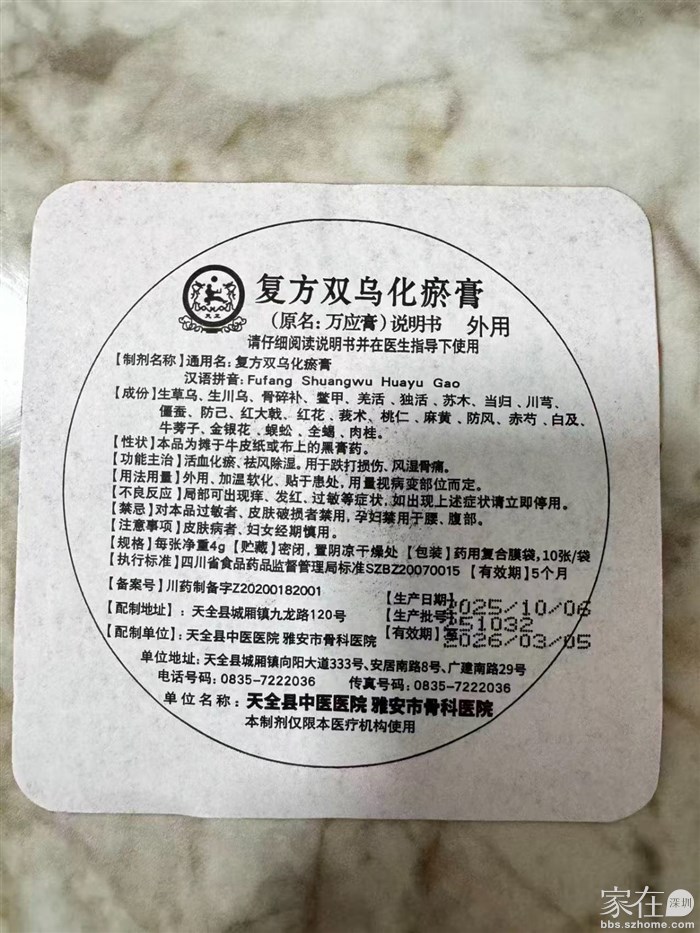 复方双乌化瘀膏
(原名:万应膏)说明书 外用
请仔细阅读说明书并在医生指导下使用
【制剂名称】通用名:复方双乌化瘀膏
汉语拼音:Fufang Shuangwu Huayu Gao
【成份】生草乌、生川乌、骨碎补、鳖甲、羌活、独活、苏木、当归、川芎、
僵蚕、防己、红大戟、红花、莪术、桃仁、麻黄、防风、赤芍、白及、
牛蒡子、金银花、蜈蚣、全蝎、肉桂。
【性状】本品为摊于牛皮纸或布上的黑膏药。
【功能主治】活血化瘀、祛风除湿。用于跌打损伤、风湿骨痛。
【用法用量】外用、加温软化、贴于患处,用量视病变部位而定。
【不良反应】局部可出现痒、发红、过敏等症状,如出现上述症状请立即停用。
【禁忌】对本品过敏者、皮肤破损者禁用,孕妇禁用于腰、腹部。
【注意事项】皮肤病者、妇女经期慎用。
【规格】每张净重4g【贮藏】密闭,置阴凉干燥处【包装】药用复合膜袋,10张/袋
【执行标准】四川省食品药品监督管理局标准SZBZ20070015【有效期】5个月
【备案号】川药制备字Z20200182001
【生产日期】2025/10/06
【配制地址】:天全县城厢镇九龙路120号
【生产批号】251032
【配制单位】:天全县中医医院 雅安市骨科医院
【有效期】至2026/03/05
单位地址:天全县城厢镇向阳大道333号、安居南路8号、广建南路29号
电话号码:0835-7222036 传真号码:0835-7222036
单位名称:天全县中医医院 雅安市骨科医院
本制剂仅限本医疗机构使用
家在深圳
bbs.szhome.com